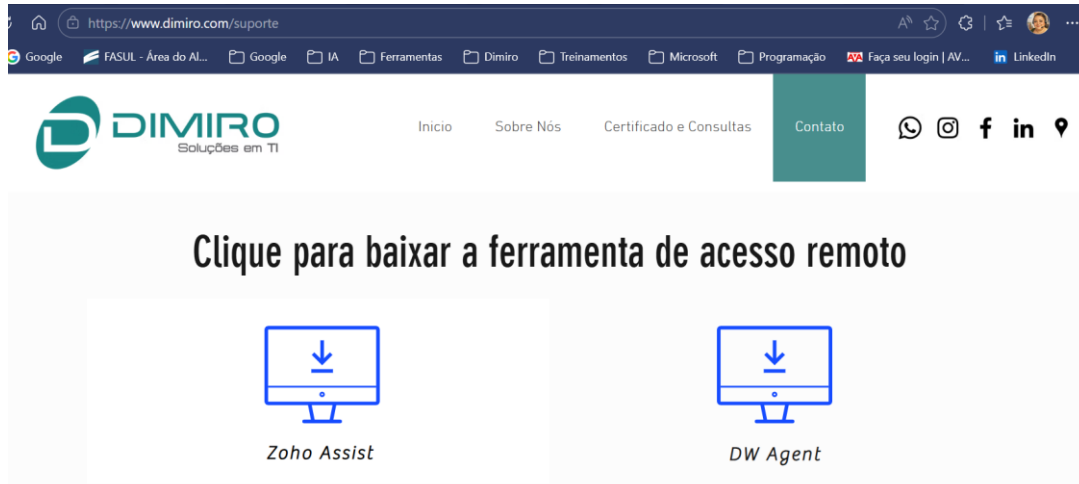 https://www.dimiro.com/suporte
Google FASUL - Área do Al... Google IA Ferramentas Dimiro Treinamentos Microsoft Programação AVA Faça seu login | AV... in LinkedIn
DIMIRO
Soluções em TI
Inicio Sobre Nós Certificado e Consultas Contato
Clique para baixar a ferramenta de acesso remoto
Zoho Assist DW Agent